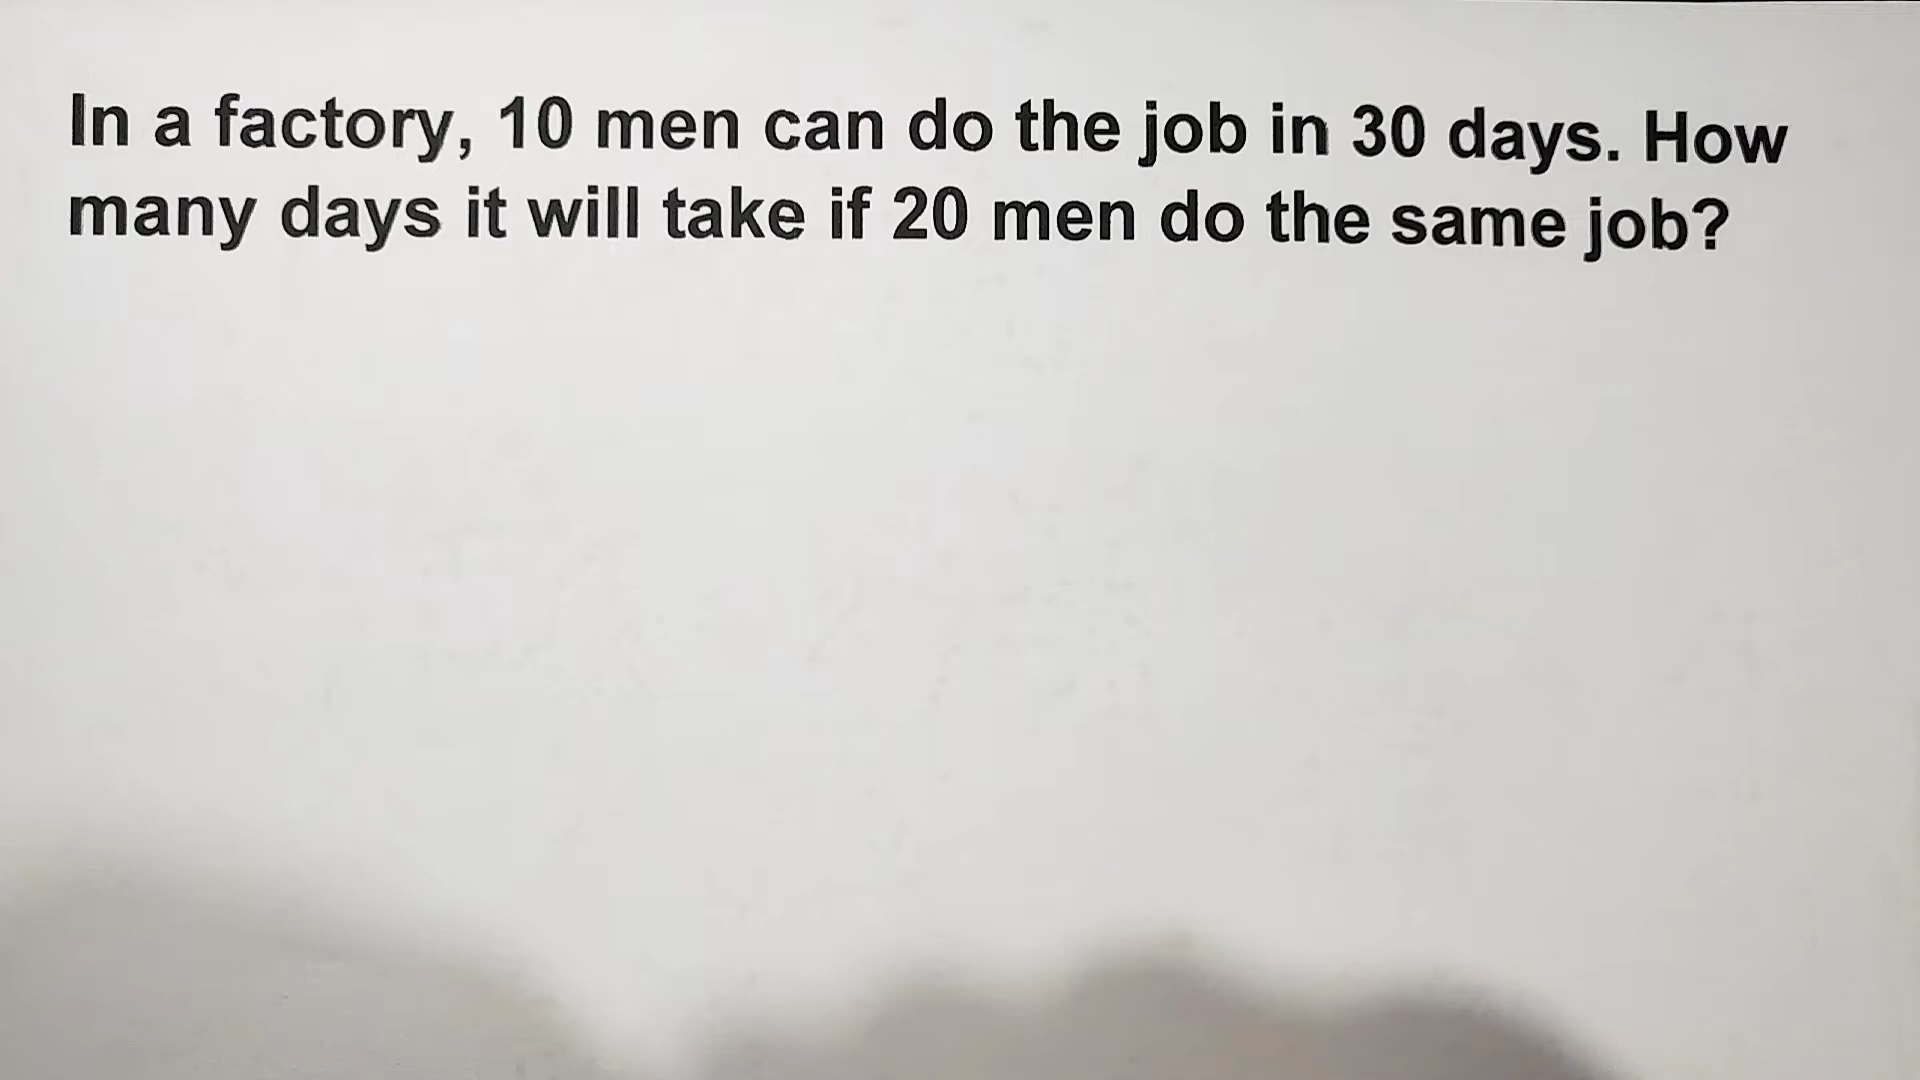 In a factory, 10 men can do the job in 30 days. How
many days it will take if 20 men do the same job?